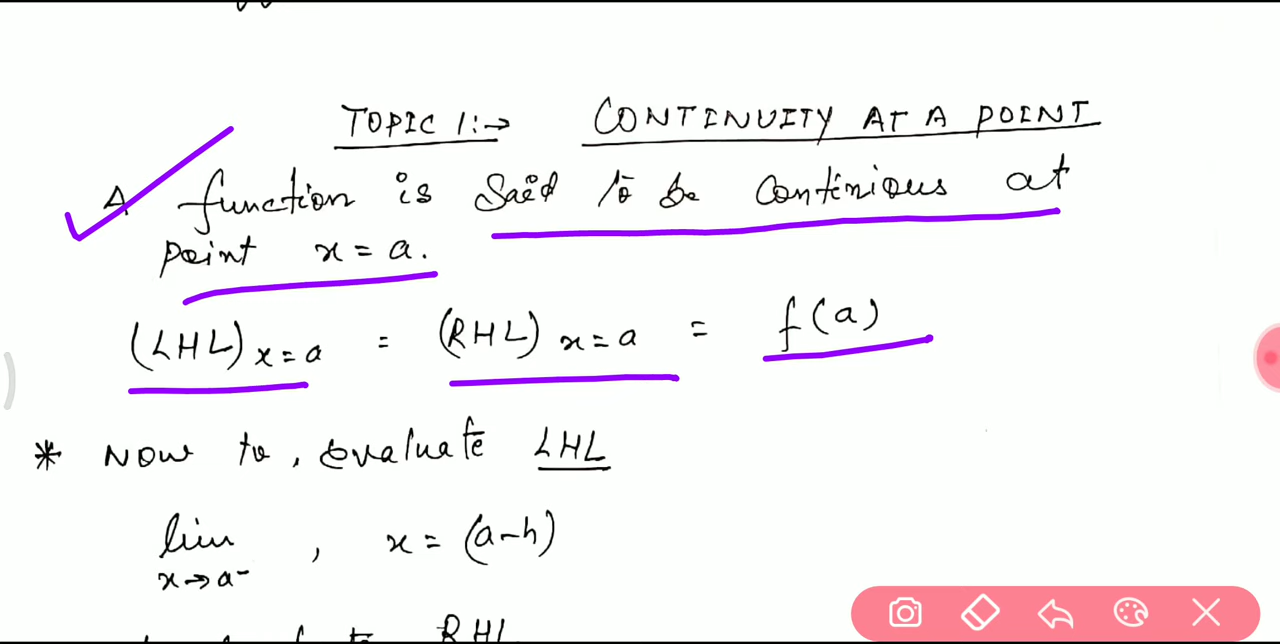 TOPIC 1:→ CONTINUITY AT A POINT
A function is Said to be Continious at
point x = a.
(LHL) x = a = (RHL) x = a = f(a)
* NOW to, evaluate LHL
lim x→a⁻ , x = (a-h)
RHL